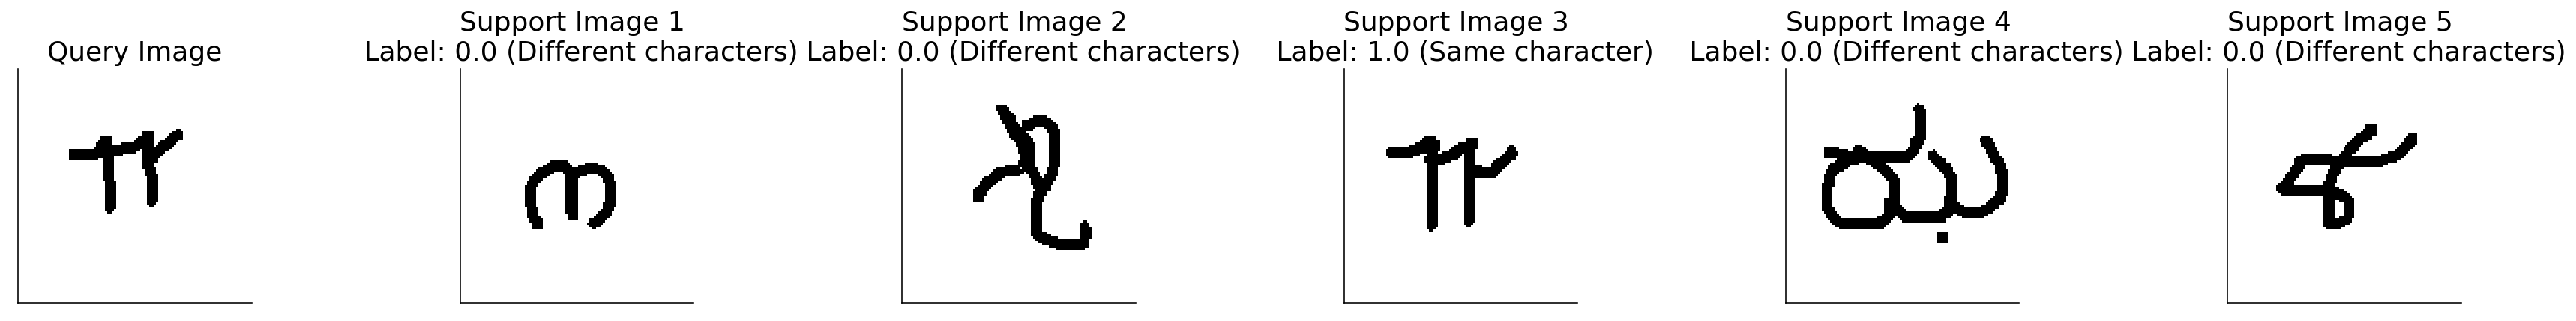 Query Image
Support Image 1
Label: 0.0 (Different characters)
Support Image 2
Label: 0.0 (Different characters)
Support Image 3
Label: 1.0 (Same character)
Support Image 4
Label: 0.0 (Different characters)
Support Image 5
Label: 0.0 (Different characters)